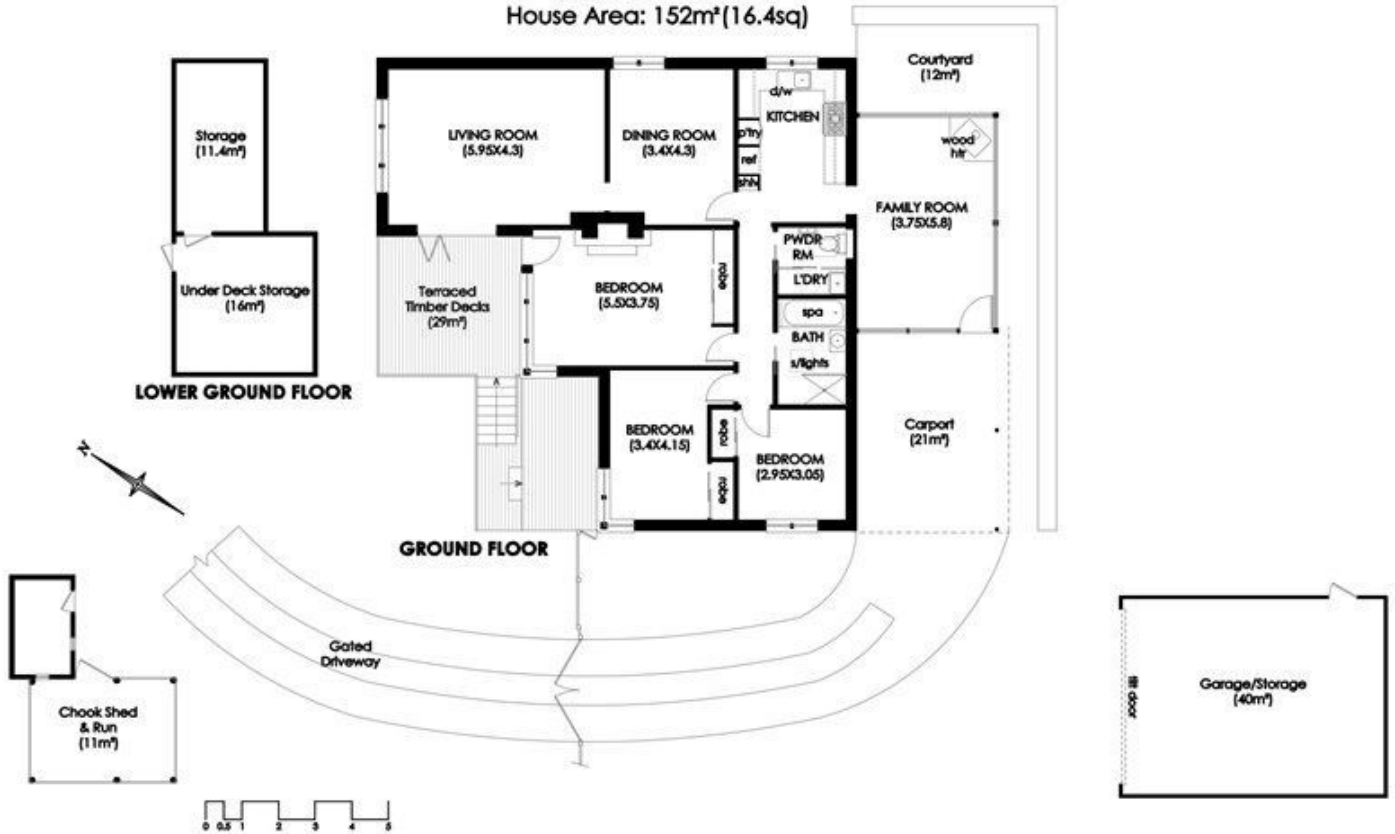 House Area: 152m²(16.4sq)
Courtyard
(12m²)
Storage
(11.4m²)
LIVING ROOM
(5.95X4.3)
DINING ROOM
(3.4X4.3)
d/w
KITCHEN
p'try
ref
shlv
wood
htr
FAMILY ROOM
(3.75X5.8)
PWDR
RM
L'DRY
Under Deck Storage
(16m²)
Terraced
Timber Decks
(29m²)
BEDROOM
(5.5X3.75)
robe
spa
BATH
s/lights
LOWER GROUND FLOOR
BEDROOM
(3.4X4.15)
robe
robe
BEDROOM
(2.95X3.05)
Carport
(21m²)
N
GROUND FLOOR
Gated
Driveway
Chook Shed
& Run
(11m²)
tilt door
Garage/Storage
(40m²)
0 0.5 1 2 3 4 5